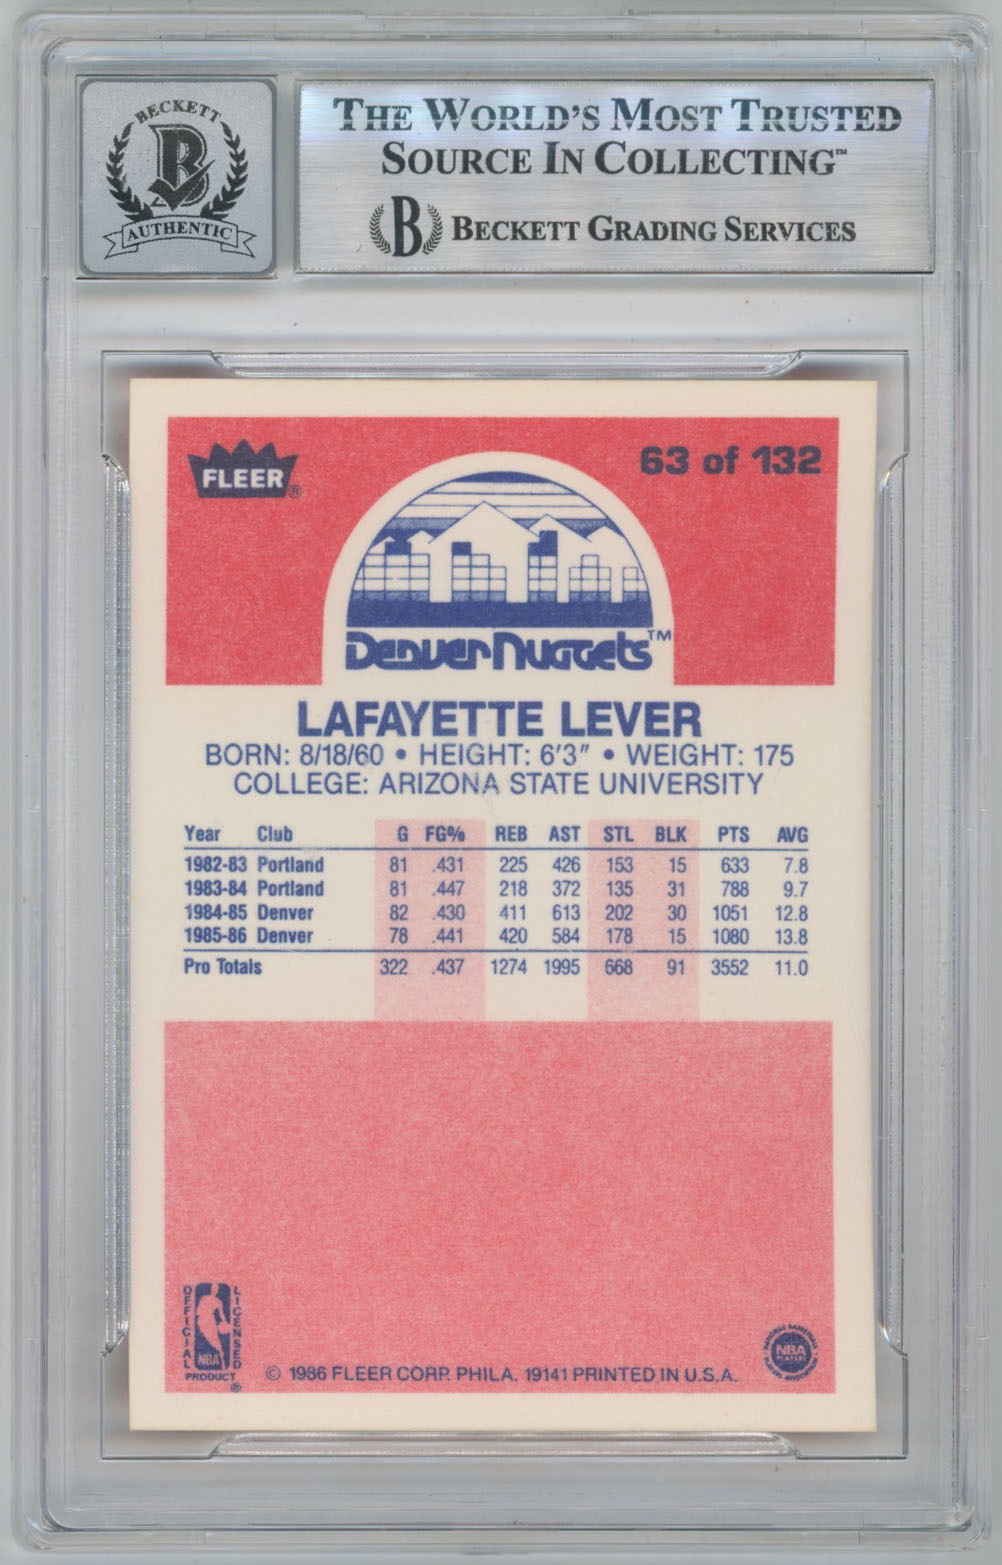 BECKETT
B
AUTHENTIC
THE WORLD'S MOST TRUSTED
SOURCE IN COLLECTING™
B BECKETT GRADING SERVICES
FLEER®
63 of 132
Denver Nuggets™
LAFAYETTE LEVER
BORN: 8/18/60 • HEIGHT: 6'3" • WEIGHT: 175
COLLEGE: ARIZONA STATE UNIVERSITY
Year Club G FG% REB AST STL BLK PTS AVG
1982-83 Portland 81 .431 225 426 153 15 633 7.8
1983-84 Portland 81 .447 218 372 135 31 788 9.7
1984-85 Denver 82 .430 411 613 202 30 1051 12.8
1985-86 Denver 78 .441 420 584 178 15 1080 13.8
Pro Totals 322 .437 1274 1995 668 91 3552 11.0
OFFICIAL LICENSED
NBA
PRODUCT ®
© 1986 FLEER CORP. PHILA. 19141 PRINTED IN U.S.A.
NATIONAL BASKETBALL
NBA
PLAYERS
PLAYERS ASSOCIATION